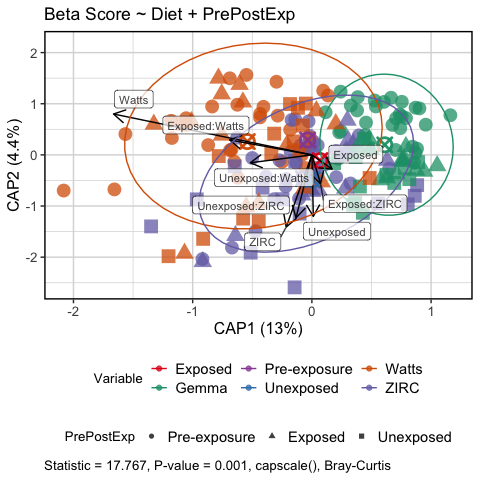 Beta Score ~ Diet + PrePostExp
2
1
0
-1
-2
CAP2 (4.4%)
Watts
Exposed:Watts
Exposed
Unexposed:Watts
Unexposed:ZIRC
Exposed:ZIRC
Unexposed
ZIRC
-2 -1 0 1
CAP1 (13%)
Variable
Exposed Pre-exposure Watts
Gemma Unexposed ZIRC
PrePostExp Pre-exposure Exposed Unexposed
Statistic = 17.767, P-value = 0.001, capscale(), Bray-Curtis